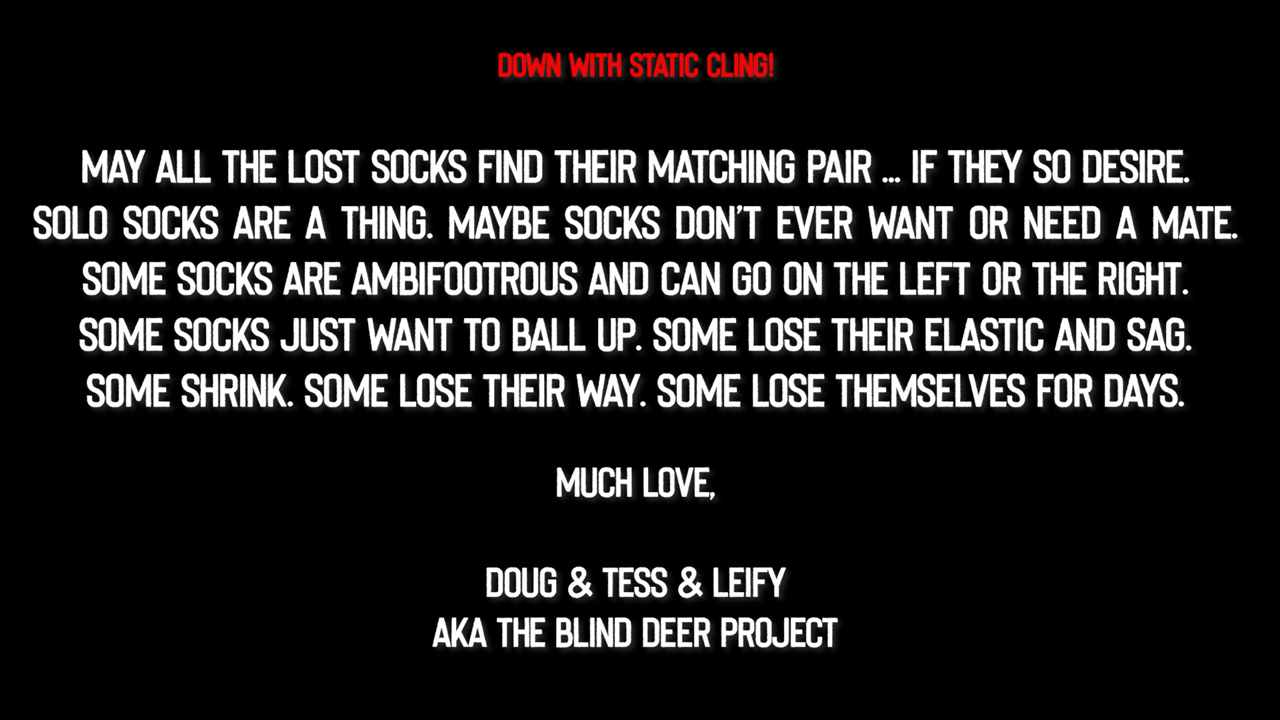 DOWN WITH STATIC CLING!
MAY ALL THE LOST SOCKS FIND THEIR MATCHING PAIR ... IF THEY SO DESIRE.
SOLO SOCKS ARE A THING. MAYBE SOCKS DON'T EVER WANT OR NEED A MATE.
SOME SOCKS ARE AMBIFOOTROUS AND CAN GO ON THE LEFT OR THE RIGHT.
SOME SOCKS JUST WANT TO BALL UP. SOME LOSE THEIR ELASTIC AND SAG.
SOME SHRINK. SOME LOSE THEIR WAY. SOME LOSE THEMSELVES FOR DAYS.
MUCH LOVE,
DOUG & TESS & LEIFY
AKA THE BLIND DEER PROJECT